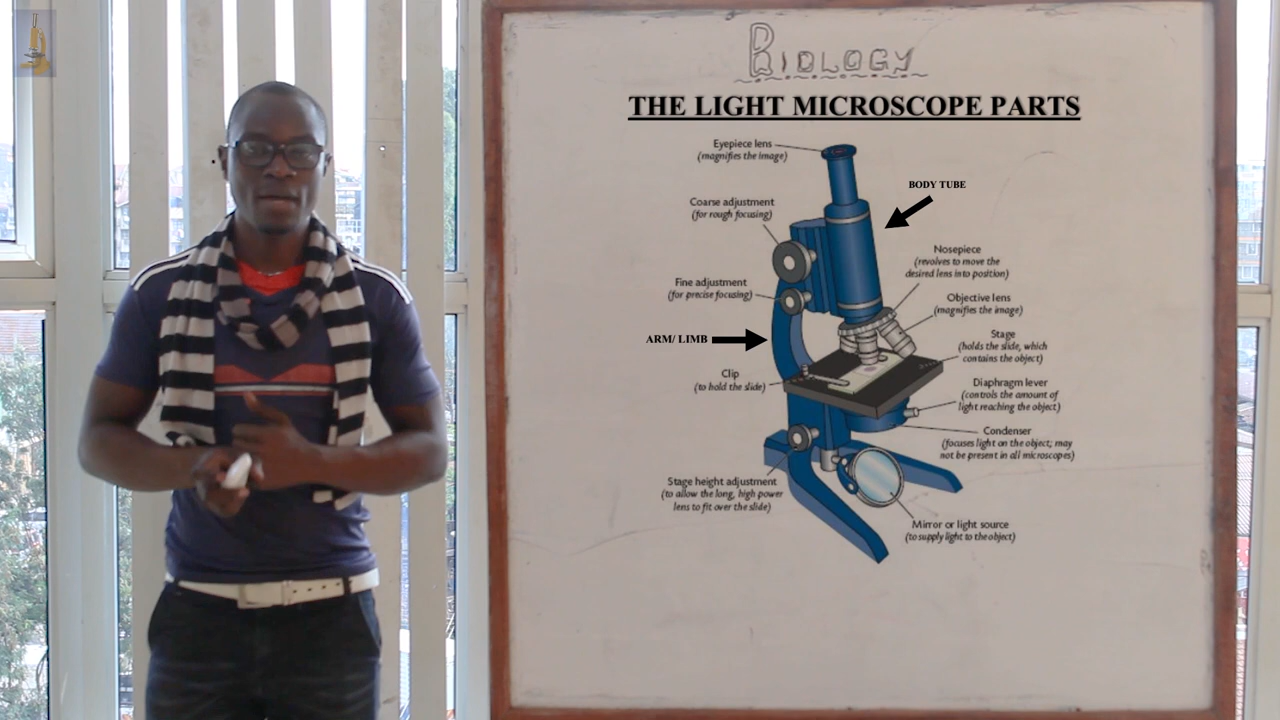 BIOLOGY
THE LIGHT MICROSCOPE PARTS
Eyepiece lens
(magnifies the image)
BODY TUBE
Coarse adjustment
(for rough focusing)
Nosepiece
(revolves to move the
desired lens into position)
Fine adjustment
(for precise focusing)
Objective lens
(magnifies the image)
ARM/ LIMB
Stage
(holds the slide, which
contains the object)
Clip
(to hold the slide)
Diaphragm lever
(controls the amount of
light reaching the object)
Condenser
(focuses light on the object; may
not be present in all microscopes)
Stage height adjustment
(to allow the long, high power
lens to fit over the slide)
Mirror or light source
(to supply light to the object)